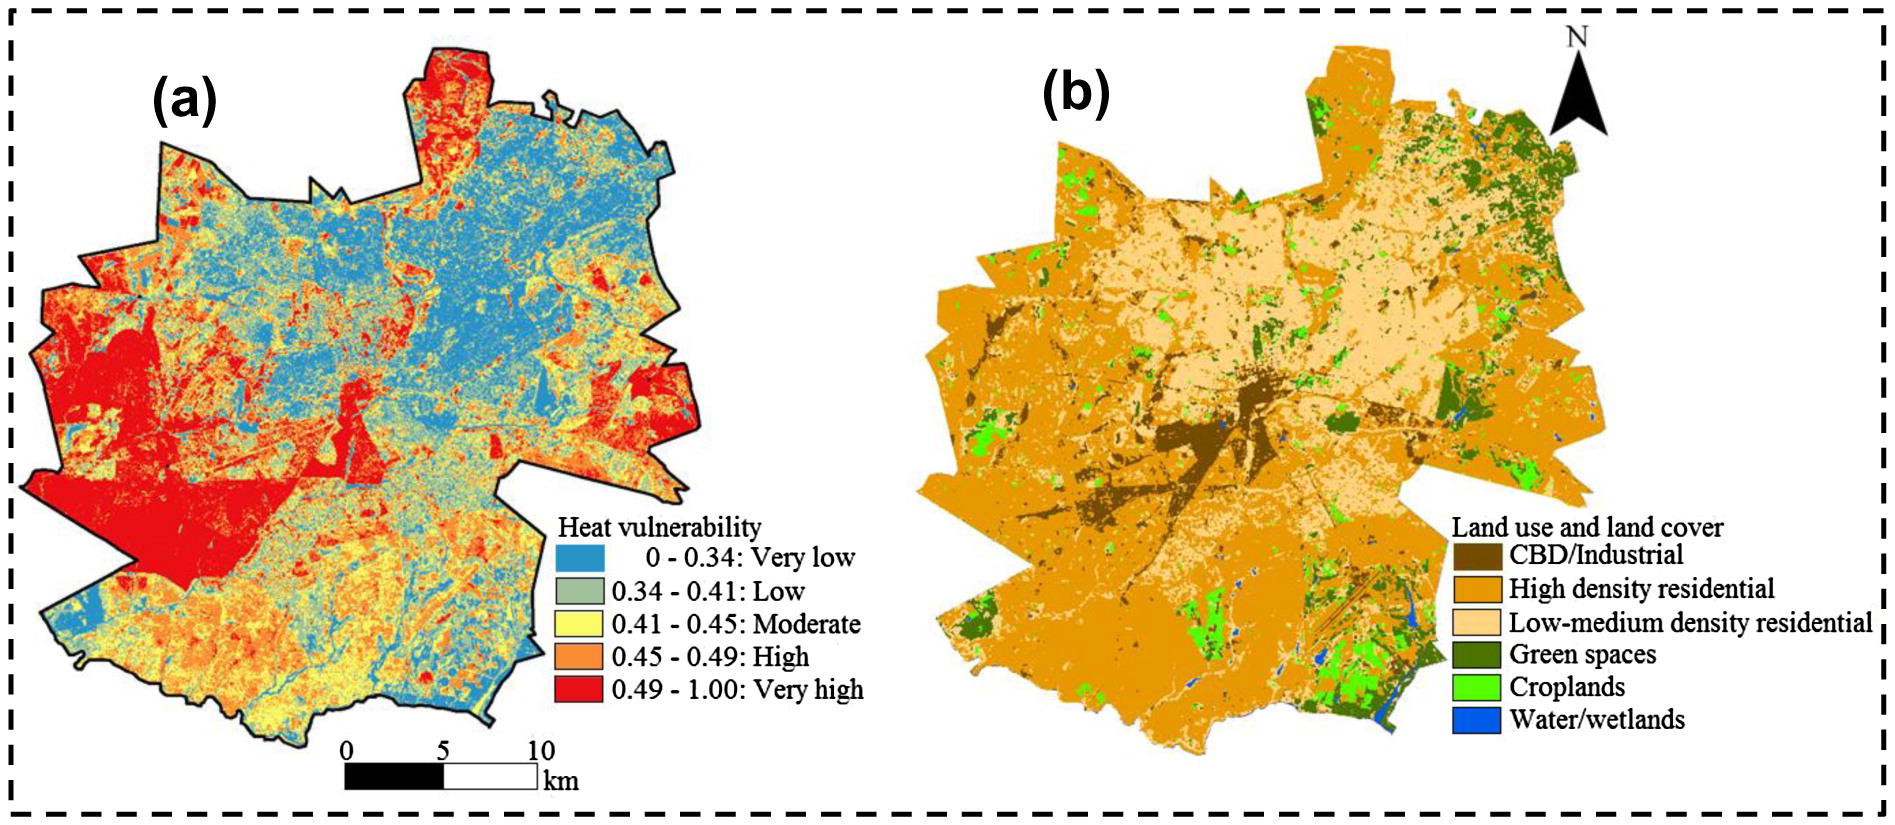 (a)
(b)
N
Heat vulnerability
0 - 0.34: Very low
0.34 - 0.41: Low
0.41 - 0.45: Moderate
0.45 - 0.49: High
0.49 - 1.00: Very high
0 5 10
km
Land use and land cover
CBD/Industrial
High density residential
Low-medium density residential
Green spaces
Croplands
Water/wetlands